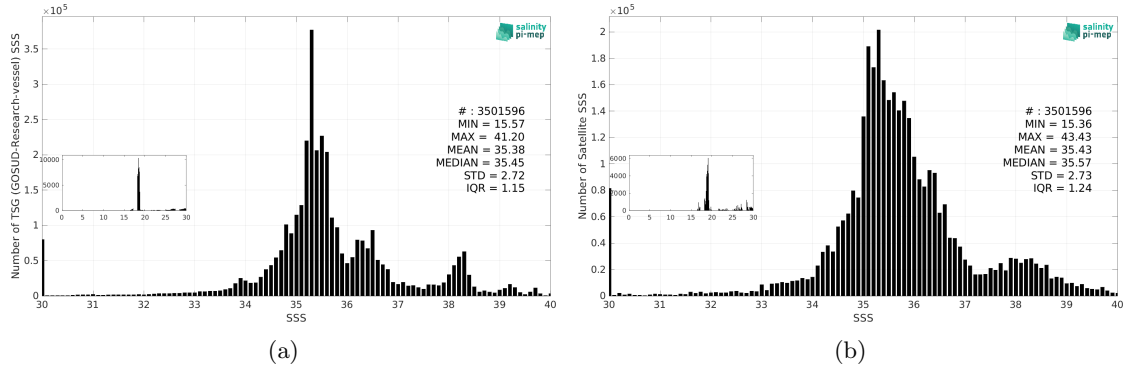 ×10^5
Number of TSG (GOSUD-Research-vessel) SSS
3.5
3
2.5
2
1.5
1
0.5
0
salinity
pi-mep
# : 3501596
MIN = 15.57
MAX = 41.20
MEAN = 35.38
MEDIAN = 35.45
STD = 2.72
IQR = 1.15
10000
5000
0
0 5 10 15 20 25 30
30 31 32 33 34 35 36 37 38 39 40
SSS
(a)
×10^5
Number of Satellite SSS
2
1.8
1.6
1.4
1.2
1
0.8
0.6
0.4
0.2
0
salinity
pi-mep
# : 3501596
MIN = 15.36
MAX = 43.43
MEAN = 35.43
MEDIAN = 35.57
STD = 2.73
IQR = 1.24
6000
4000
2000
0
0 5 10 15 20 25 30
30 31 32 33 34 35 36 37 38 39 40
SSS
(b)